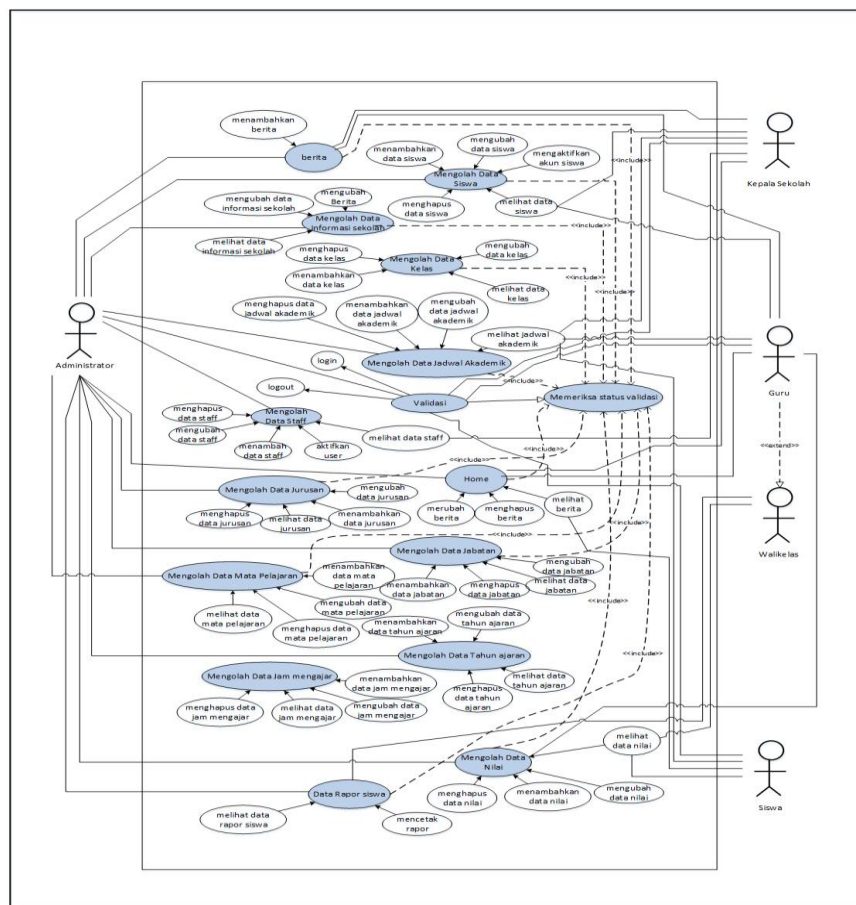 menambahkan
berita
berita
menambahkan
data siswa
mengubah
data siswa
mengaktifkan
akun siswa
<<include>>
Kepala Sekolah
Mengolah Data
Siswa
menghapus
data siswa
melihat data
siswa
mengubah data
informasi sekolah
mengubah
Berita
Mengolah Data
informasi sekolah
melihat data
informasi sekolah
<<include>>
menghapus
data kelas
mengubah
data kelas
Mengolah Data
Kelas
menambahkan
data kelas
melihat data
kelas
<<include>>
<<include>>
Administrator
menghapus data
jadwal akademik
menambahkan
data jadwal
akademik
mengubah
data jadwal
akademik
melihat jadwal
akademik
Mengolah Data Jadwal Akademik
login
logout
Validasi
<<include>>
Memeriksa status validasi
Guru
menghapus
data staff
Mengolah
Data Staff
mengubah
data staff
menambah
data staff
aktifkan
user
melihat data staff
<<include>>
<<extend>>
Mengolah Data Jurusan
mengubah
data jurusan
menghapus
data jurusan
melihat data
jurusan
menambahkan
data jurusan
Home
merubah
berita
menghapus
berita
melihat
berita
Walikelas
<<include>>
Mengolah Data Jabatan
menambahkan
data jabatan
menghapus
data jabatan
mengubah
data jabatan
melihat data
jabatan
Mengolah Data Mata Pelajaran
menambahkan
data mata
pelajaran
melihat data
mata pelajaran
menghapus data
mata pelajaran
mengubah data
mata pelajaran
<<include>>
menambahkan
data tahun ajaran
mengubah data
tahun ajaran
Mengolah Data Tahun ajaran
menghapus
data tahun
ajaran
melihat data
tahun ajaran
<<include>>
Mengolah Data Jam mengajar
menambahkan
data jam mengajar
menghapus data
jam mengajar
melihat data
jam mengajar
mengubah data
jam mengajar
Mengolah Data
Nilai
melihat
data nilai
menghapus
data nilai
menambahkan
data nilai
mengubah
data nilai
Data Rapor siswa
melihat data
rapor siswa
mencetak
rapor
Siswa